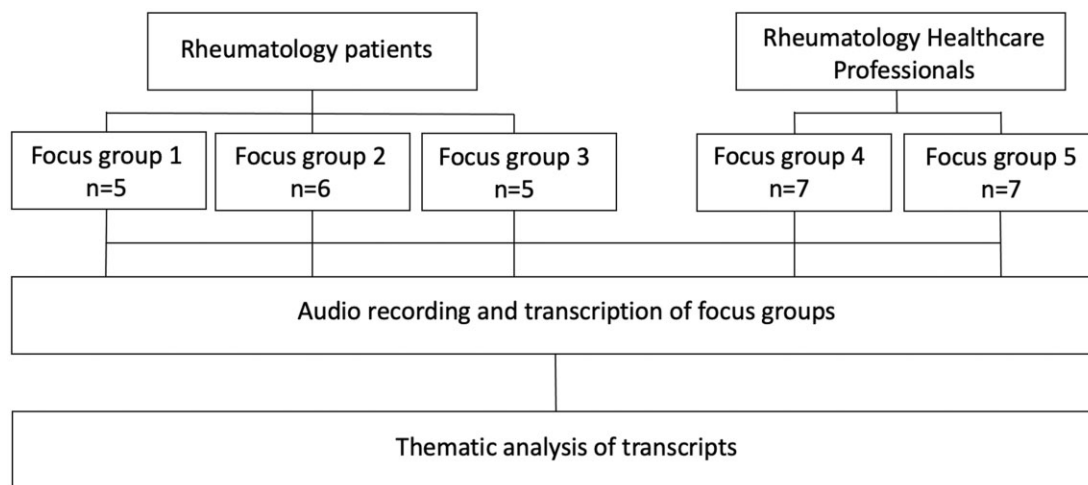 Rheumatology patients
Rheumatology Healthcare
Professionals
Focus group 1
n=5
Focus group 2
n=6
Focus group 3
n=5
Focus group 4
n=7
Focus group 5
n=7
Audio recording and transcription of focus groups
Thematic analysis of transcripts